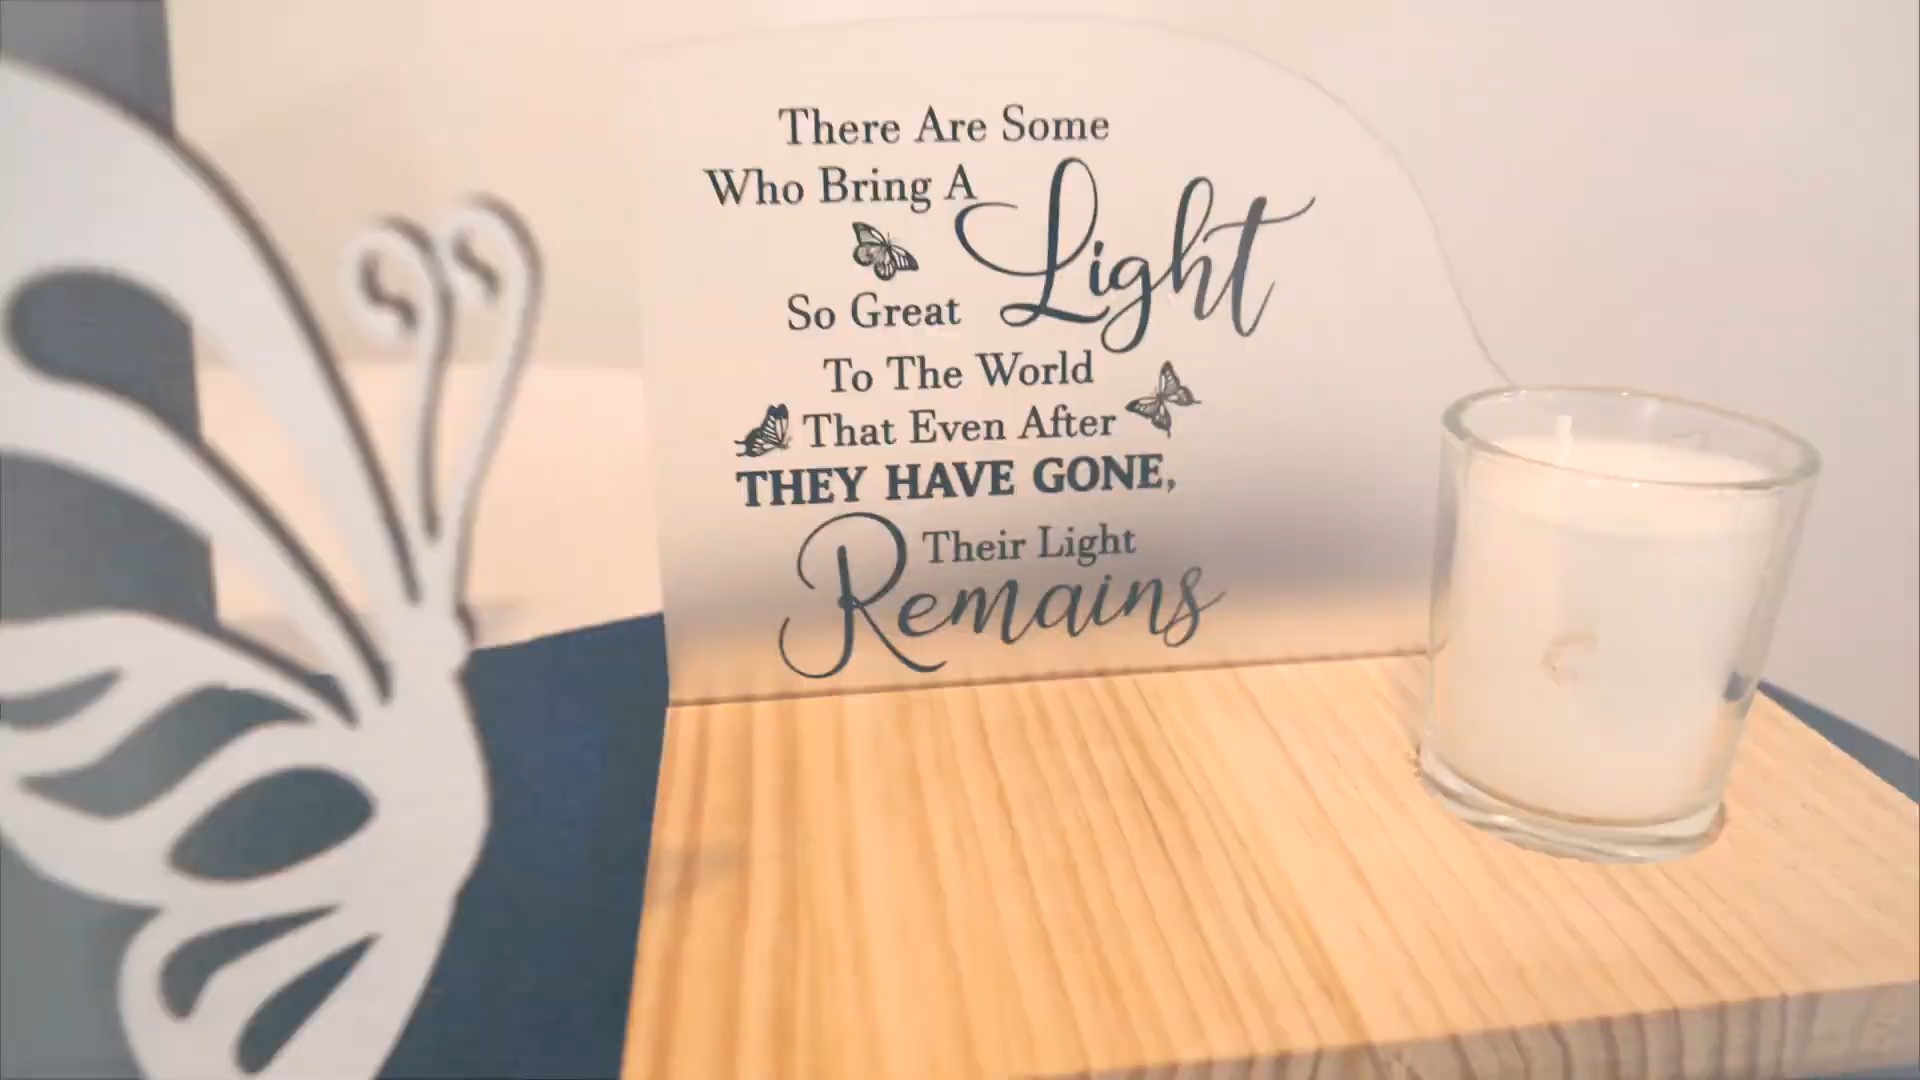 There Are Some
Who Bring A
Light
So Great
To The World
That Even After
THEY HAVE GONE,
Their Light
Remains